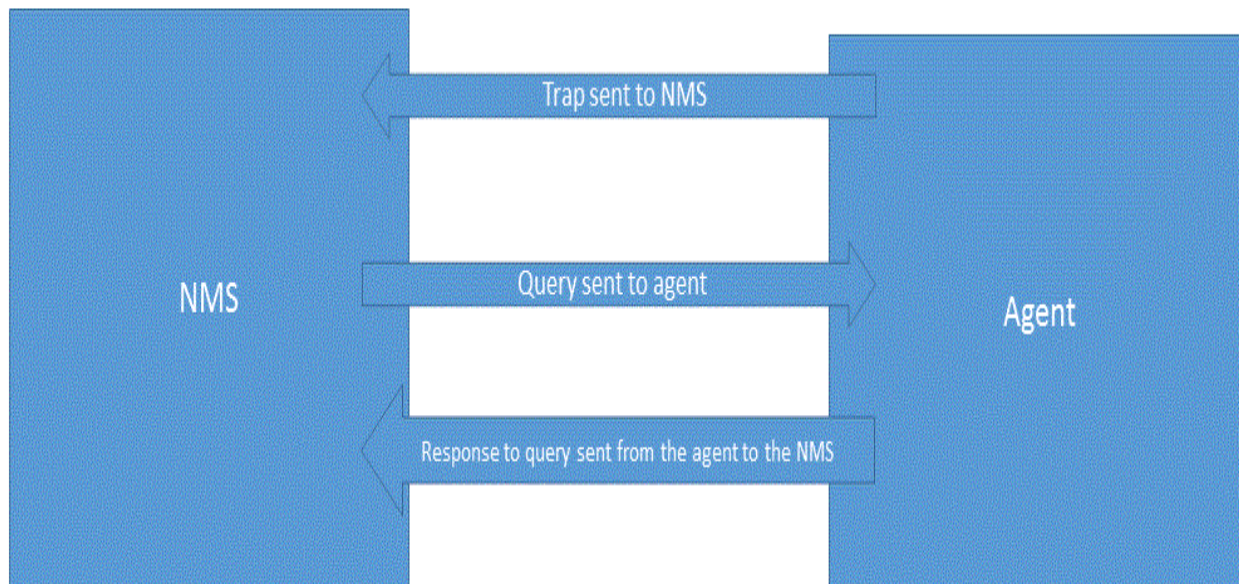 Trap sent to NMS
Query sent to agent
NMS
Agent
Response to query sent from the agent to the NMS